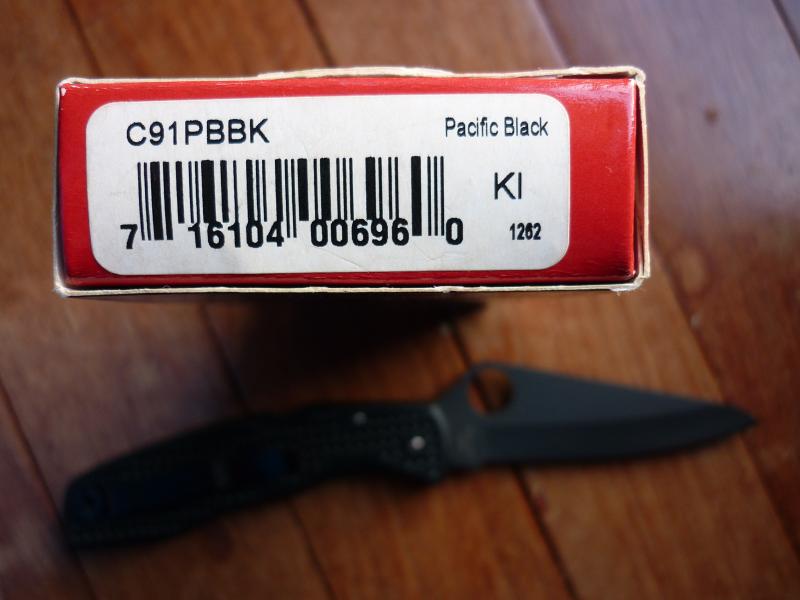 C91PBBK Pacific Black
KI
7 16104 00696 0 1262